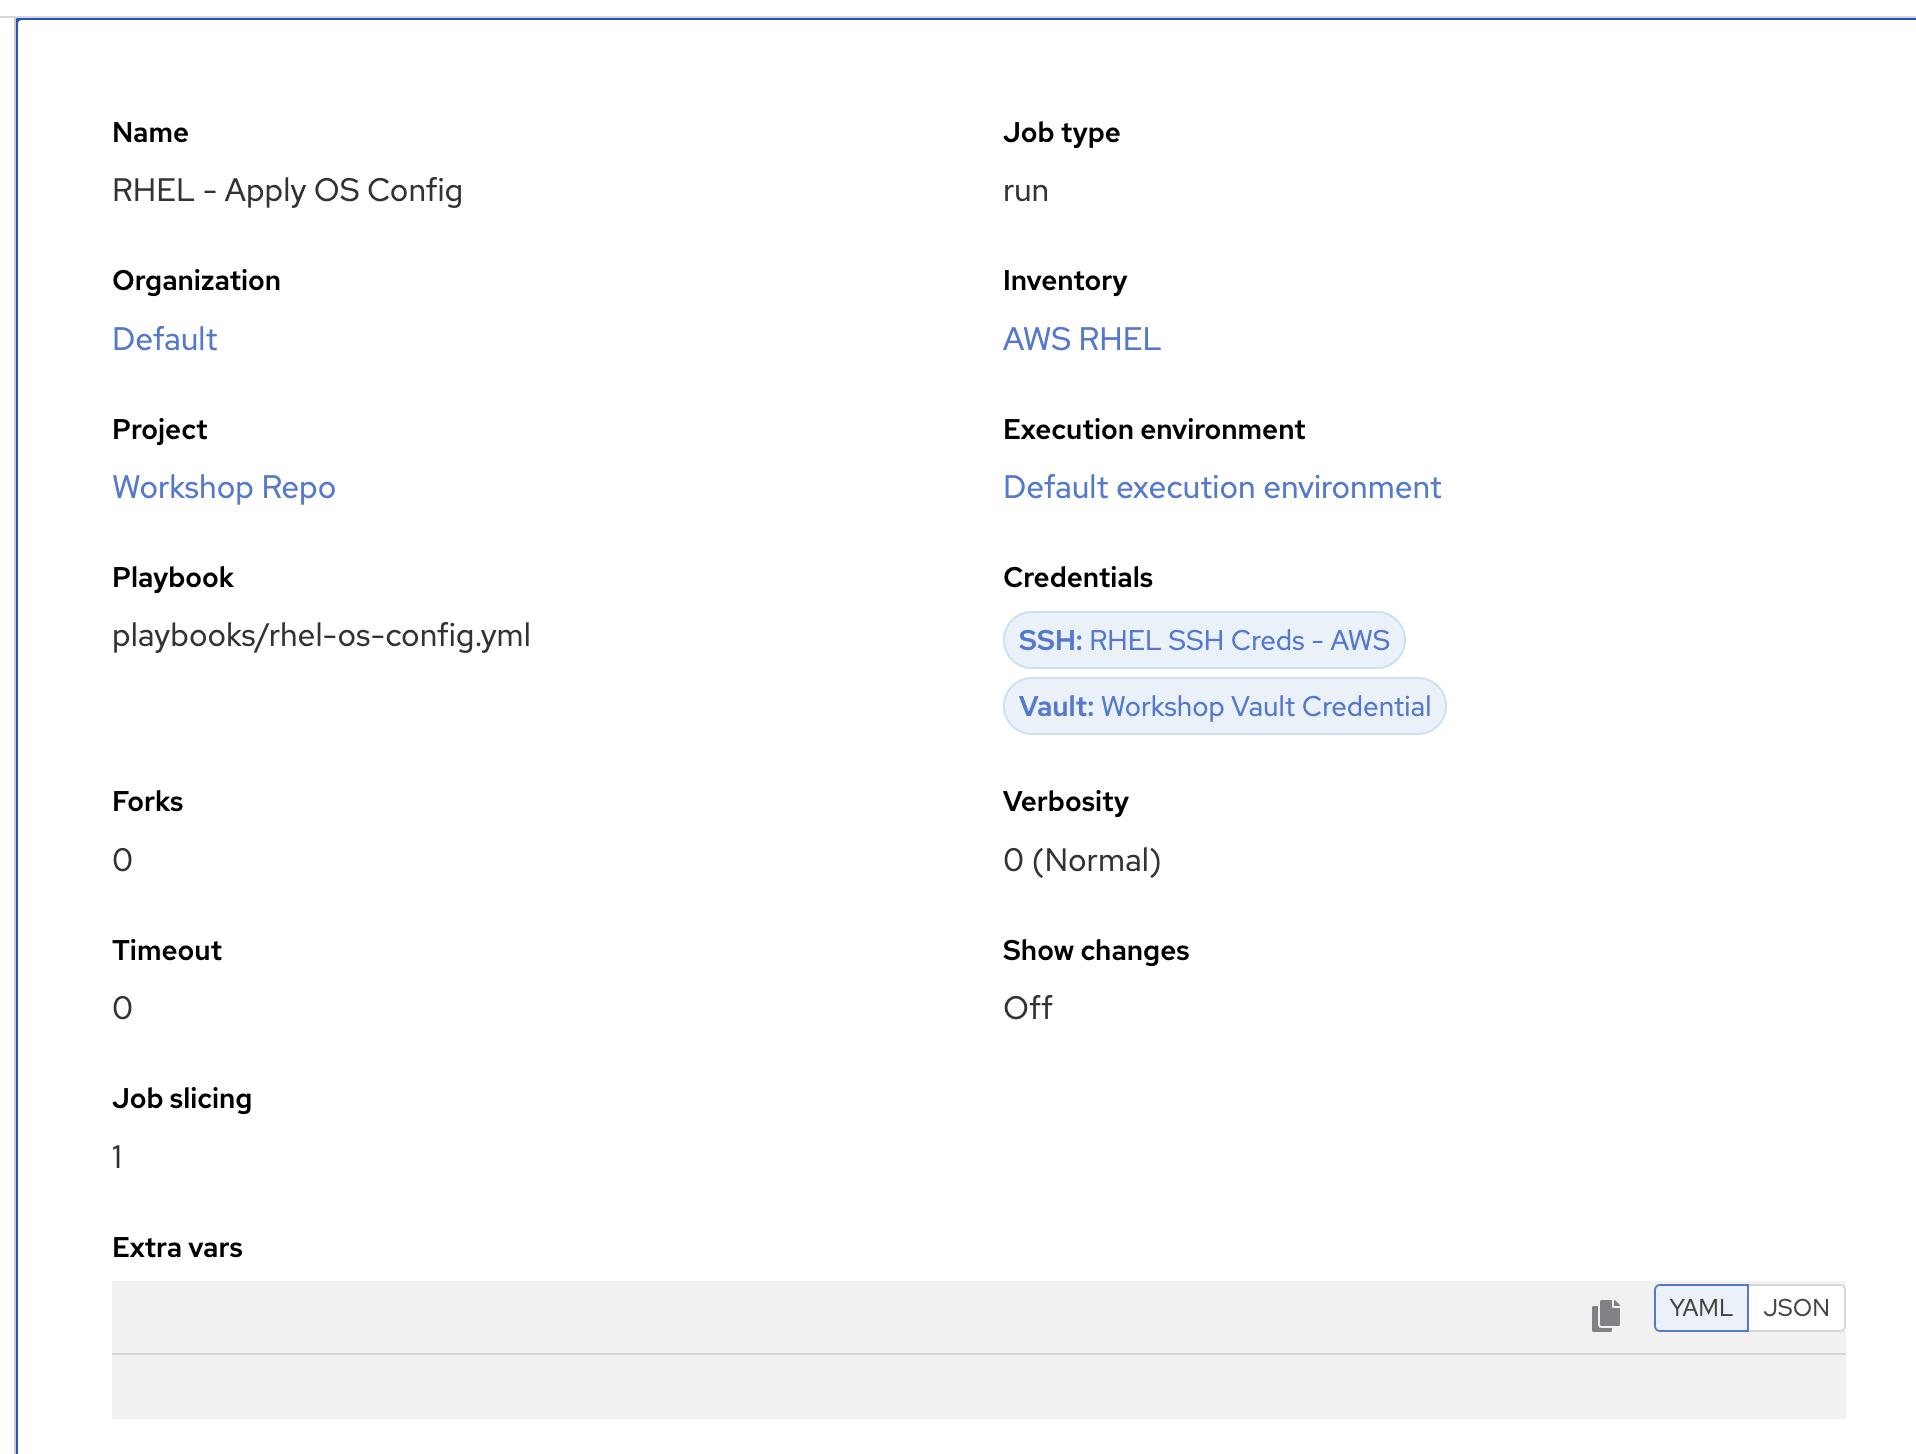 Name
RHEL - Apply OS Config
Job type
run
Organization
Default
Inventory
AWS RHEL
Project
Workshop Repo
Execution environment
Default execution environment
Playbook
playbooks/rhel-os-config.yml
Credentials
SSH: RHEL SSH Creds - AWS
Vault: Workshop Vault Credential
Forks
0
Verbosity
0 (Normal)
Timeout
0
Show changes
Off
Job slicing
1
Extra vars
YAML JSON